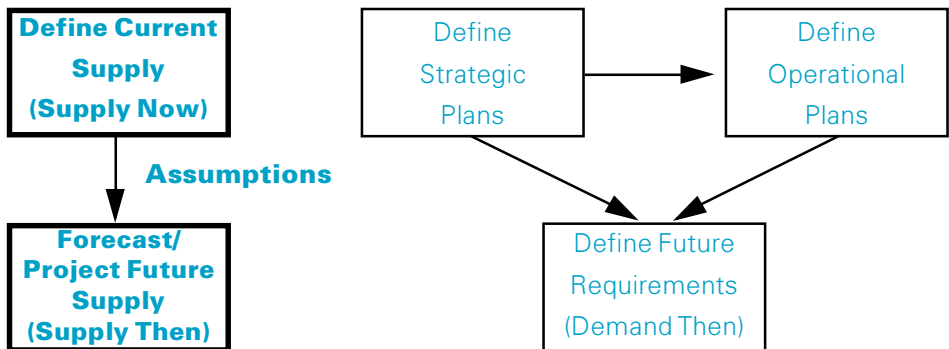 Define Current
Supply
(Supply Now)
Define
Strategic
Plans
Define
Operational
Plans
Assumptions
Forecast/
Project Future
Supply
(Supply Then)
Define Future
Requirements
(Demand Then)